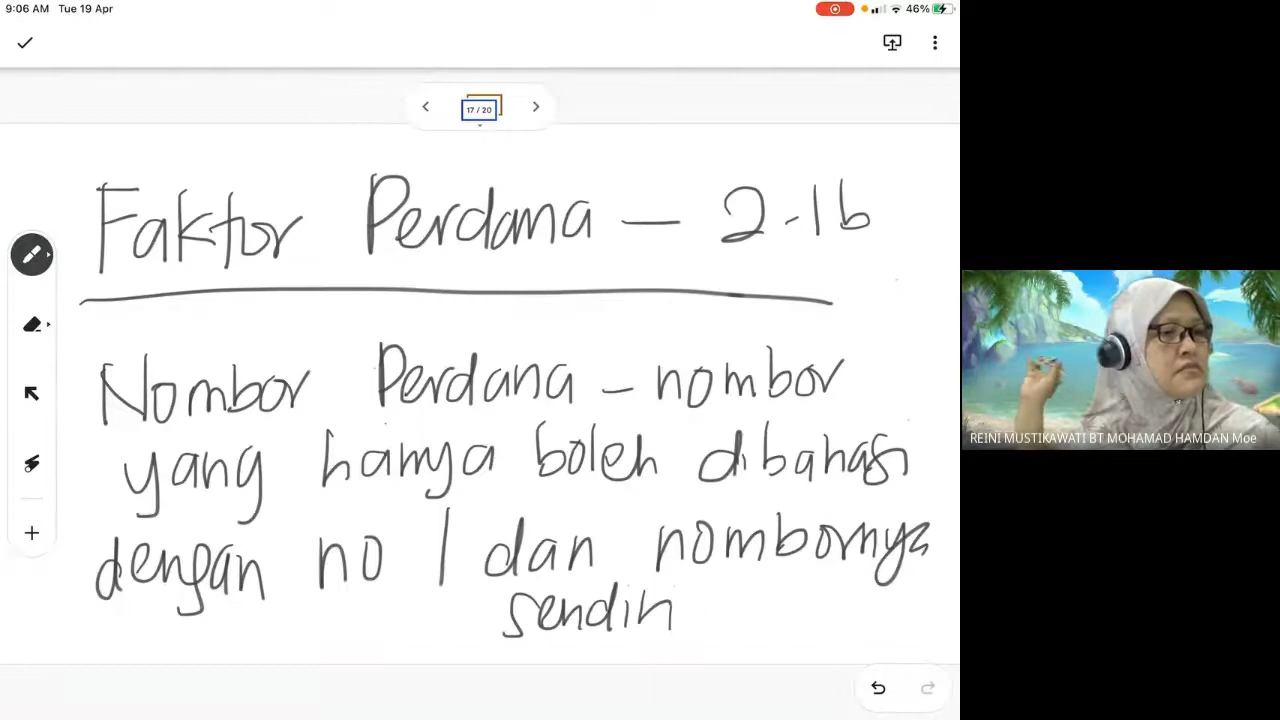 9:06 AM Tue 19 Apr
46%
17 / 20
Faktor Perdana — 2.1b
Nombor Perdana - nombor
yang hanya boleh dibahagi
dengan no 1 dan nombornya
sendiri
REINI MUSTIKAWATI BT MOHAMAD HAMDAN Moe